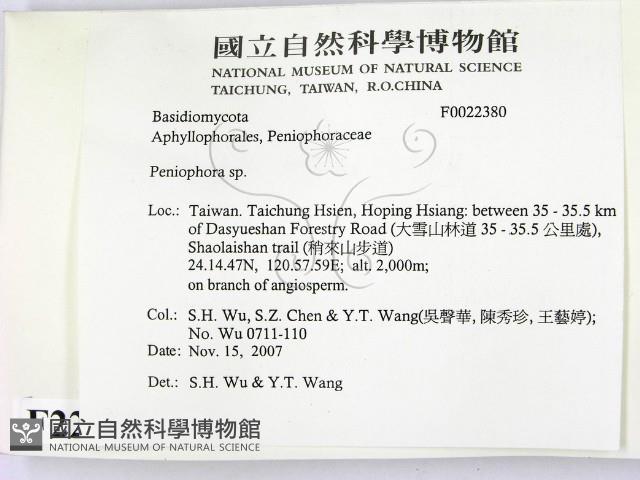 國立自然科學博物館
NATIONAL MUSEUM OF NATURAL SCIENCE
TAICHUNG, TAIWAN, R.O.CHINA
Basidiomycota F0022380
Aphyllophorales, Peniophoraceae
Peniophora sp.
Loc.: Taiwan. Taichung Hsien, Hoping Hsiang: between 35 - 35.5 km
of Dasyueshan Forestry Road (大雪山林道 35 - 35.5 公里處),
Shaolaishan trail (稍來山步道)
24.14.47N, 120.57.59E; alt. 2,000m;
on branch of angiosperm.
Col.: S.H. Wu, S.Z. Chen & Y.T. Wang(吳聲華, 陳秀珍, 王藝婷);
No. Wu 0711-110
Date: Nov. 15, 2007
Det.: S.H. Wu & Y.T. Wang
國立自然科學博物館
NATIONAL MUSEUM OF NATURAL SCIENCE